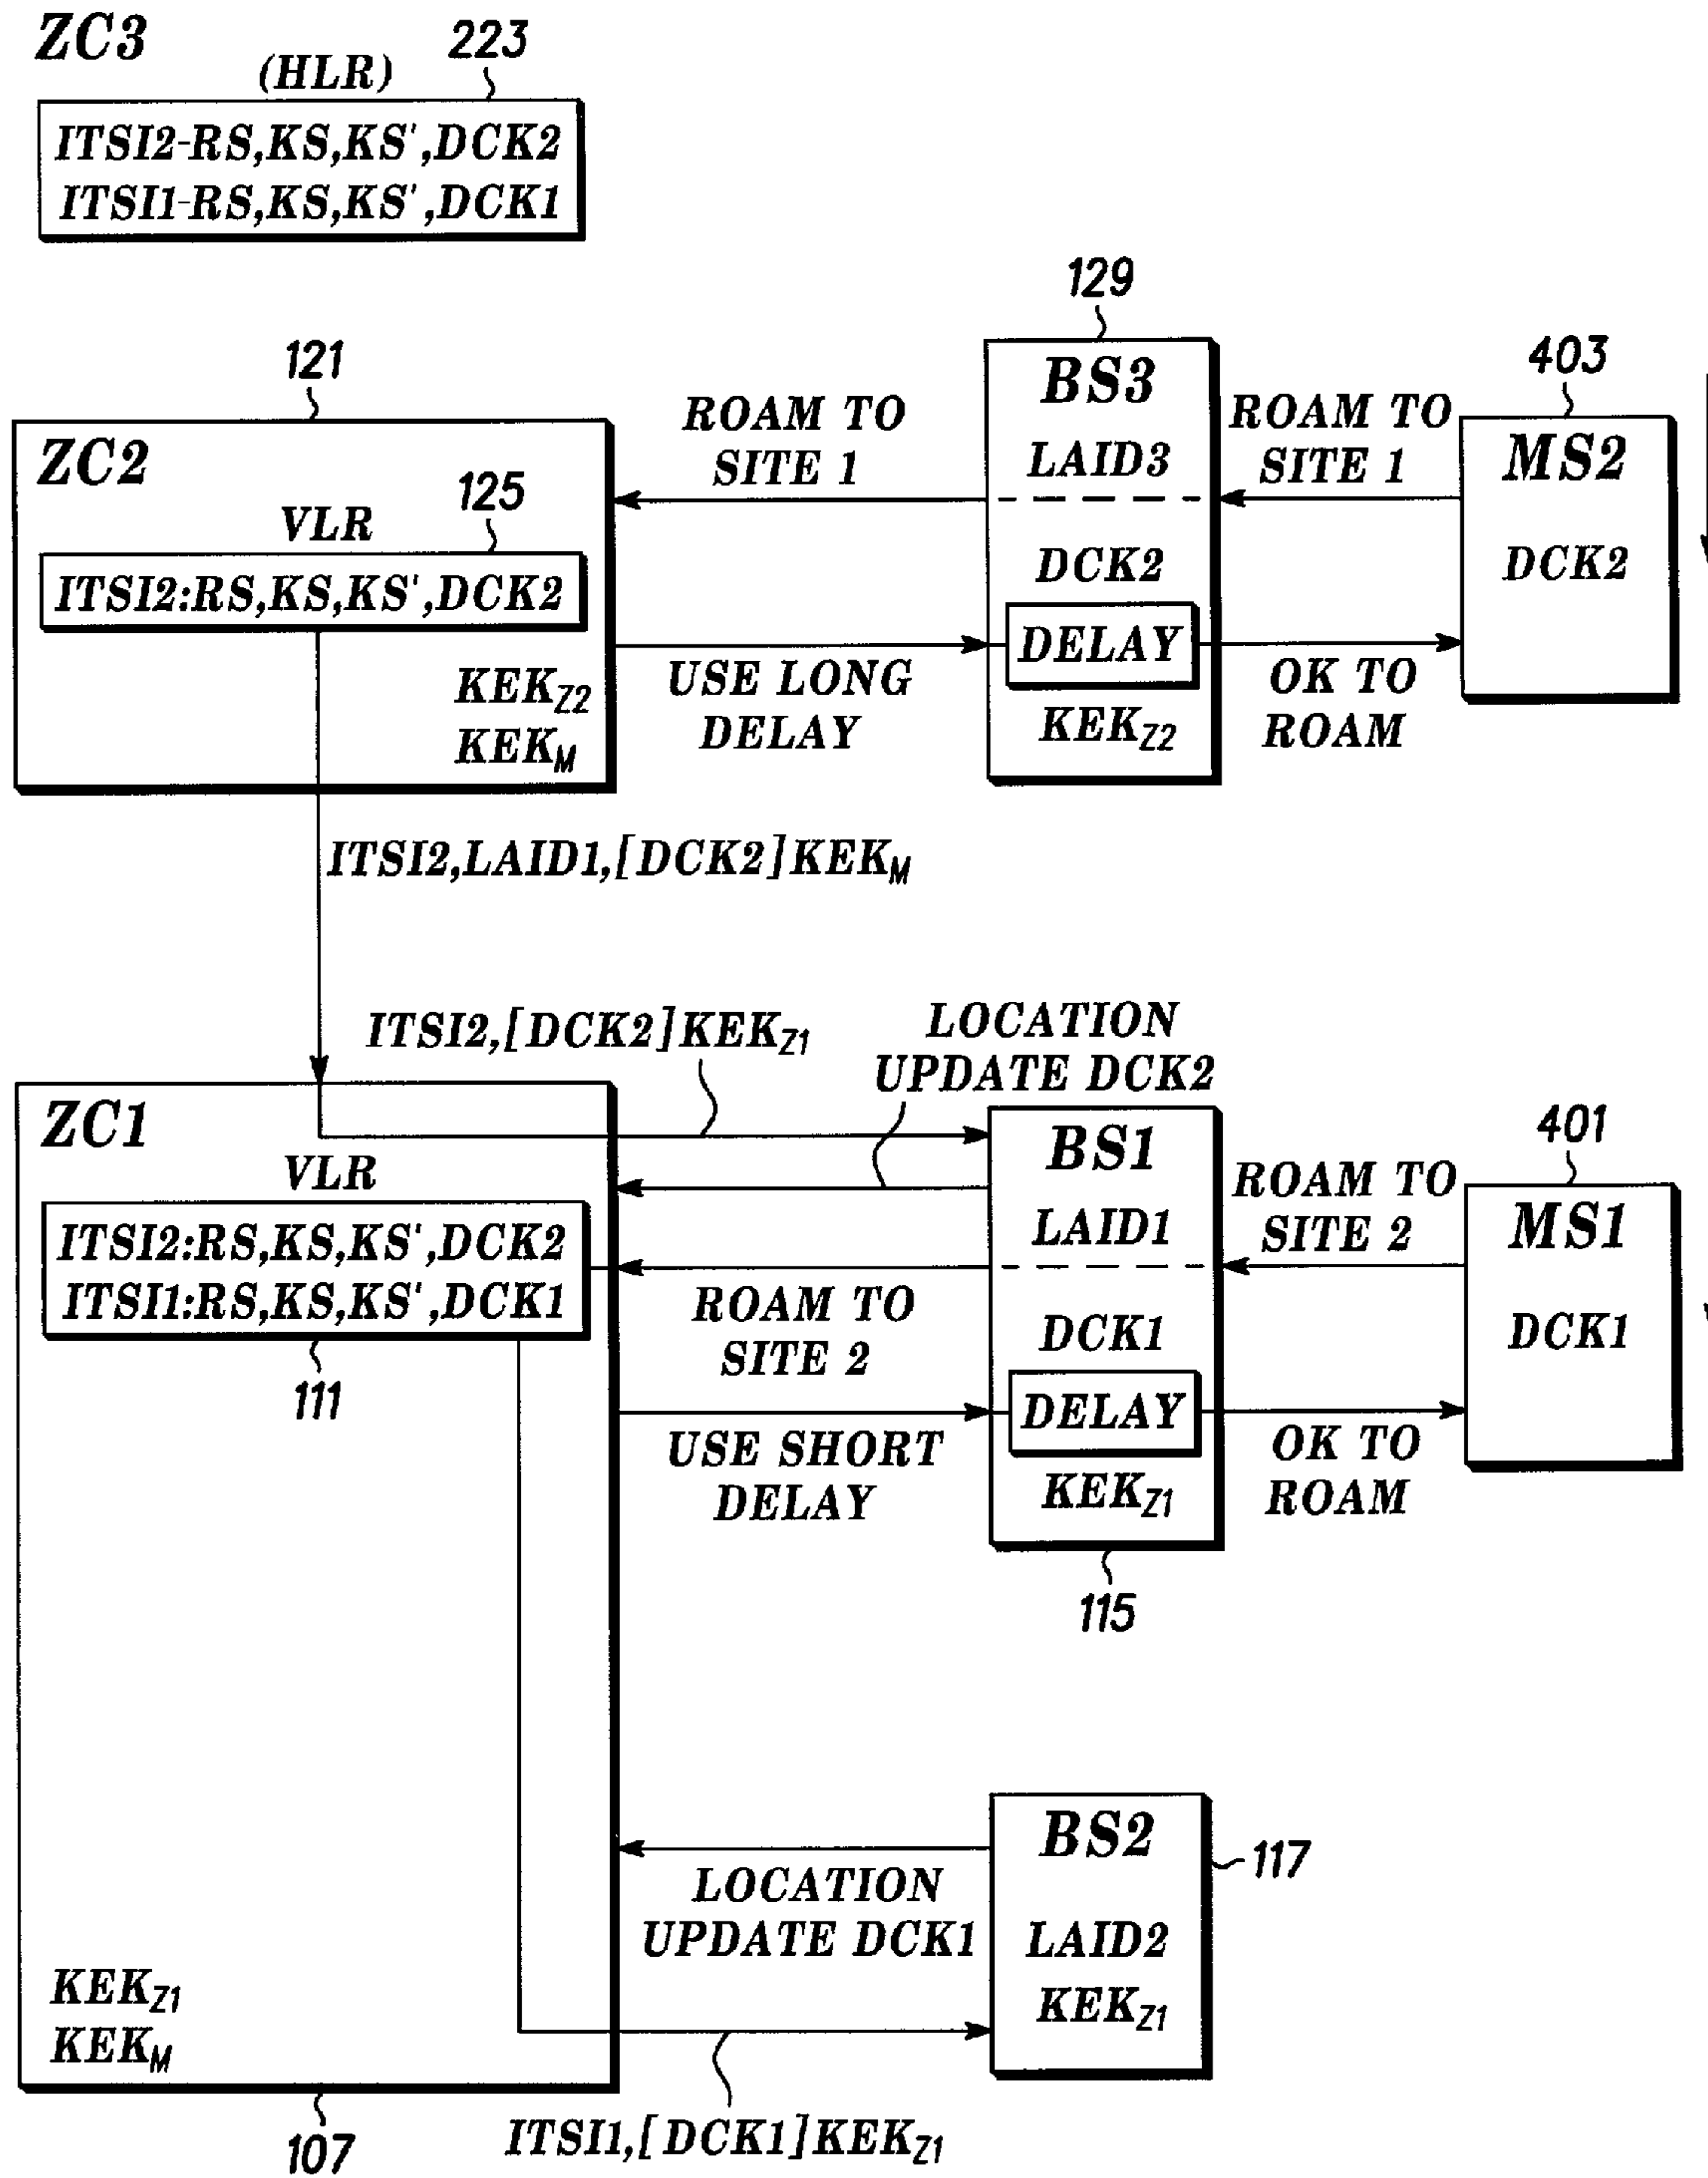 ZC3
(HLR)
223
ITSI2-RS,KS,KS',DCK2
ITSI1-RS,KS,KS',DCK1
121
ZC2
VLR
125
ITSI2:RS,KS,KS',DCK2
KEKZ2
KEKM
ROAM TO
SITE 1
USE LONG
DELAY
129
BS3
LAID3
DCK2
DELAY
KEKZ2
ROAM TO
SITE 1
OK TO
ROAM
403
MS2
DCK2
ITSI2,LAID1,[DCK2]KEKM
ITSI2,[DCK2]KEKZ1
LOCATION
UPDATE DCK2
ZC1
VLR
ITSI2:RS,KS,KS',DCK2
ITSI1:RS,KS,KS',DCK1
111
ROAM TO
SITE 2
USE SHORT
DELAY
BS1
LAID1
DCK1
DELAY
KEKZ1
115
ROAM TO
SITE 2
OK TO
ROAM
401
MS1
DCK1
LOCATION
UPDATE DCK1
BS2
LAID2
KEKZ1
117
KEKZ1
KEKM
107
ITSI1,[DCK1]KEKZ1